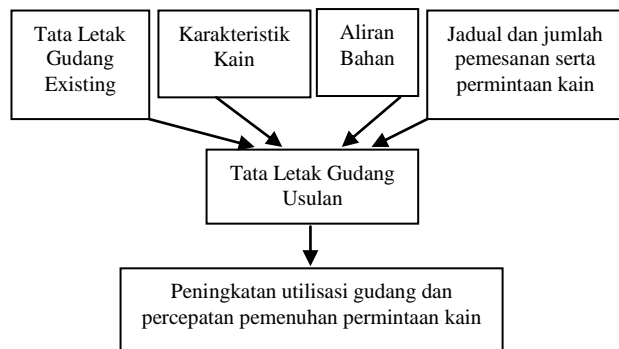 Tata Letak
Gudang
Existing
Karakteristik
Kain
Aliran
Bahan
Jadual dan jumlah
pemesanan serta
permintaan kain
Tata Letak Gudang
Usulan
Peningkatan utilisasi gudang dan
percepatan pemenuhan permintaan kain